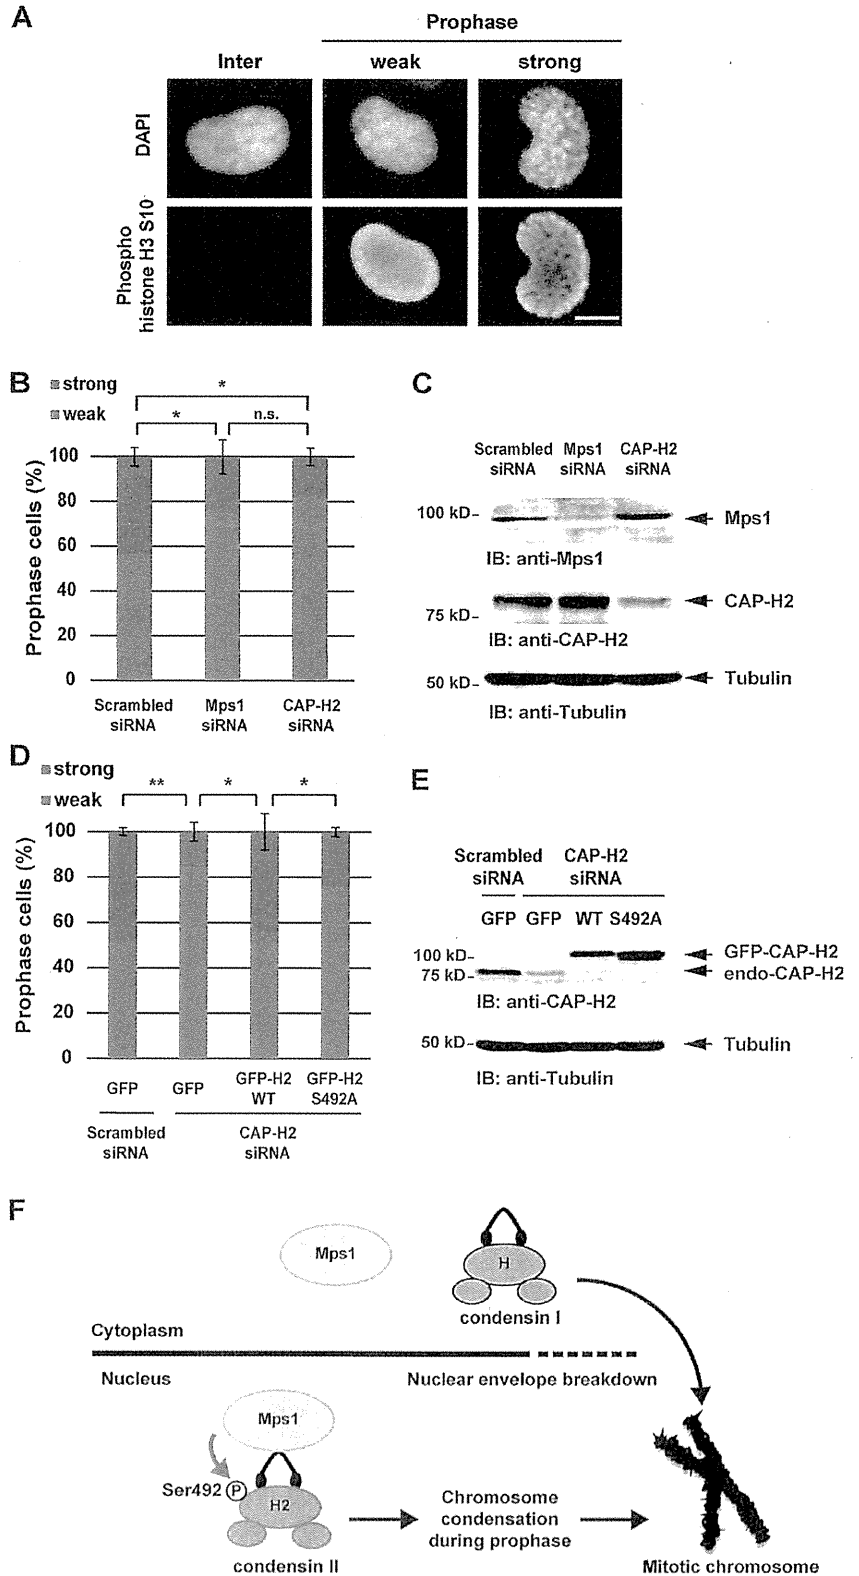 A
Prophase
Inter
weak
strong
DAPI
Phospho
histone H3 S10
B
strong
weak
*
*
n.s.
Prophase cells (%)
100
80
60
40
20
0
Scrambled
siRNA
Mps1
siRNA
CAP-H2
siRNA
C
Scrambled
siRNA
Mps1
siRNA
CAP-H2
siRNA
100 kD
Mps1
IB: anti-Mps1
CAP-H2
75 kD
IB: anti-CAP-H2
50 kD
Tubulin
IB: anti-Tubulin
D
strong
weak
**
*
*
Prophase cells (%)
100
80
60
40
20
0
GFP
GFP
GFP-H2
WT
GFP-H2
S492A
Scrambled
siRNA
CAP-H2
siRNA
E
Scrambled
siRNA
CAP-H2
siRNA
GFP
GFP
WT
S492A
100 kD
GFP-CAP-H2
75 kD
endo-CAP-H2
IB: anti-CAP-H2
50 kD
Tubulin
IB: anti-Tubulin
F
Mps1
H
condensin I
Cytoplasm
Nucleus
Nuclear envelope breakdown
Mps1
Ser492
P
H2
condensin II
Chromosome
condensation
during prophase
Mitotic chromosome